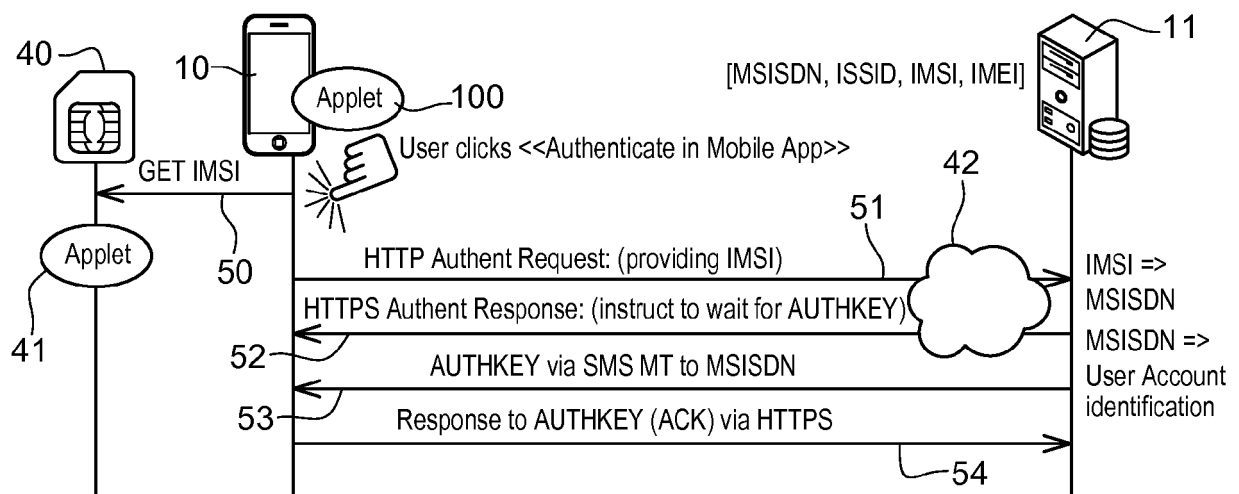 40
10
Applet
100
[MSISDN, ISSID, IMSI, IMEI]
11
User clicks <<Authenticate in Mobile App>>
GET IMSI
50
Applet
41
51
42
HTTP Authent Request: (providing IMSI)
IMSI =>
MSISDN
HTTPS Authent Response: (instruct to wait for AUTHKEY)
52
MSISDN =>
User Account
identification
AUTHKEY via SMS MT to MSISDN
53
Response to AUTHKEY (ACK) via HTTPS
54